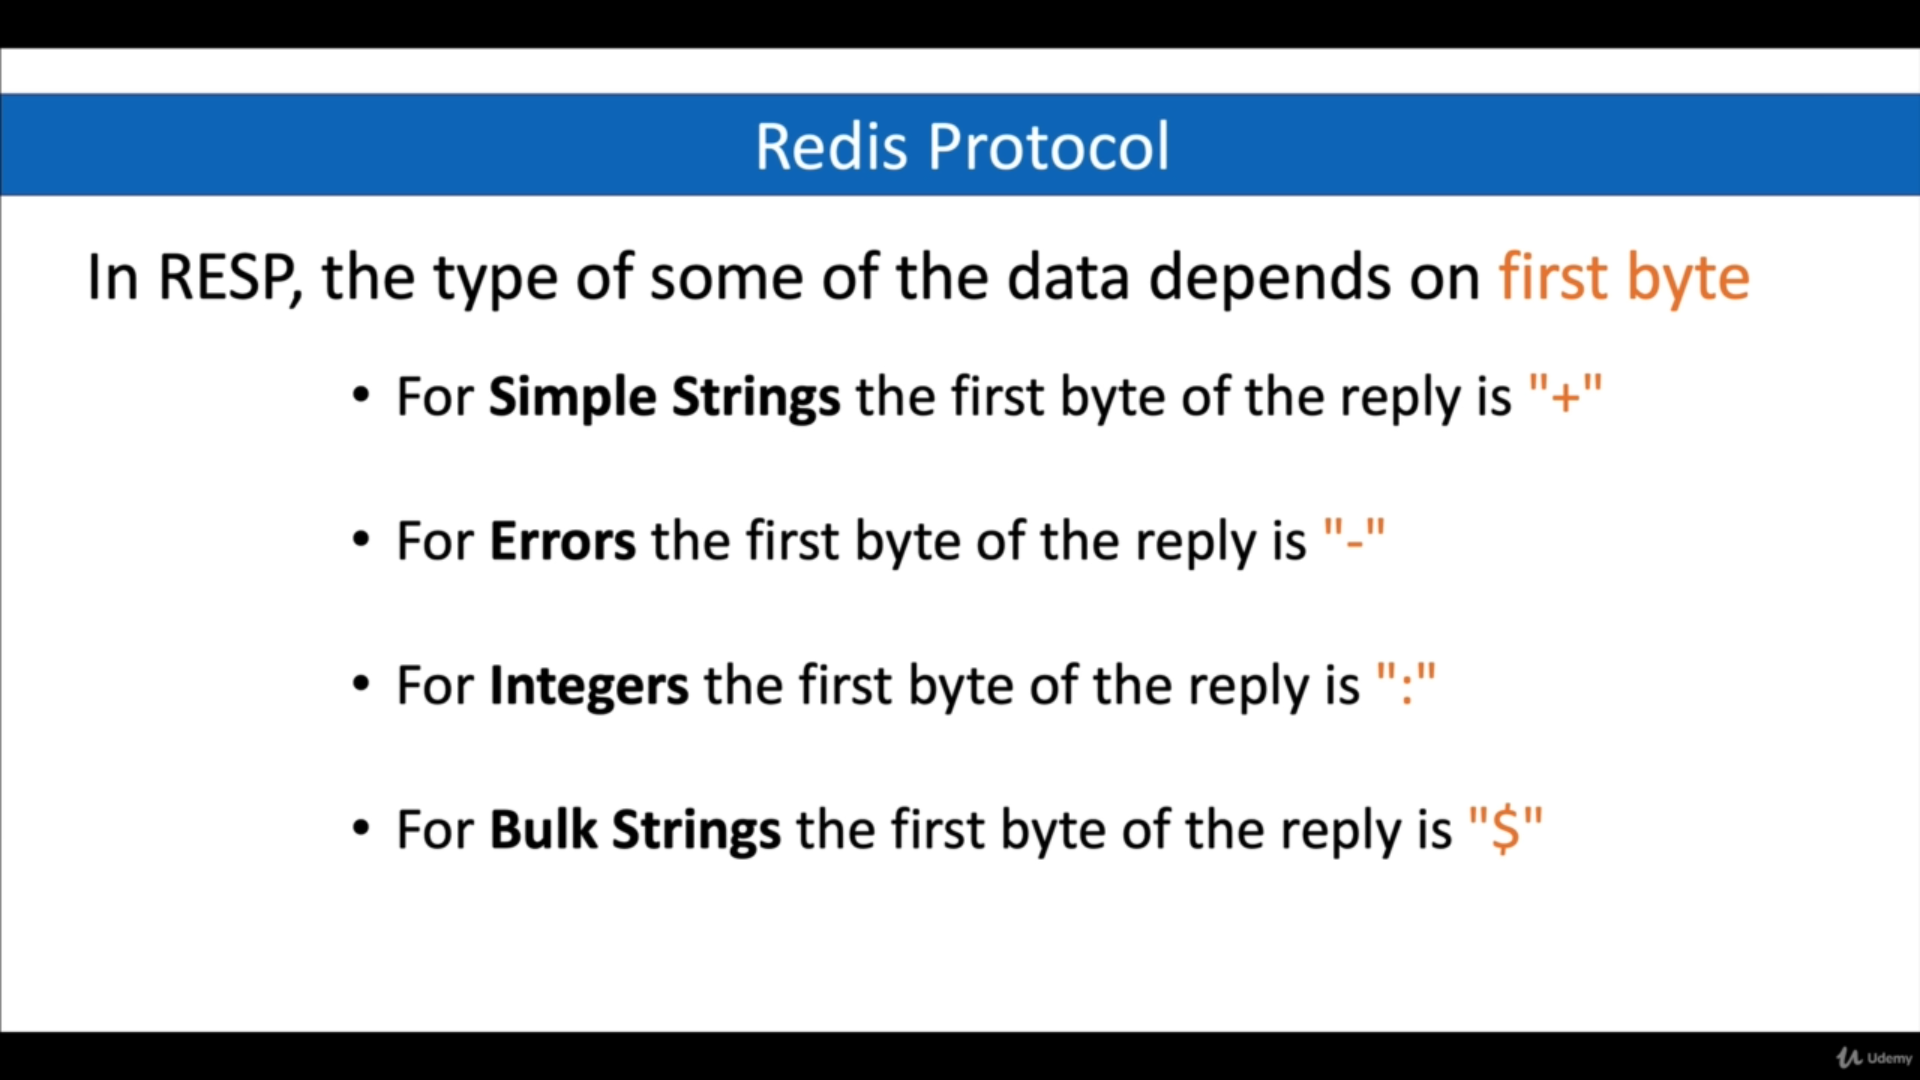 Redis Protocol
In RESP, the type of some of the data depends on first byte
• For Simple Strings the first byte of the reply is "+"
• For Errors the first byte of the reply is "-"
• For Integers the first byte of the reply is ":"
• For Bulk Strings the first byte of the reply is "$"
Udemy